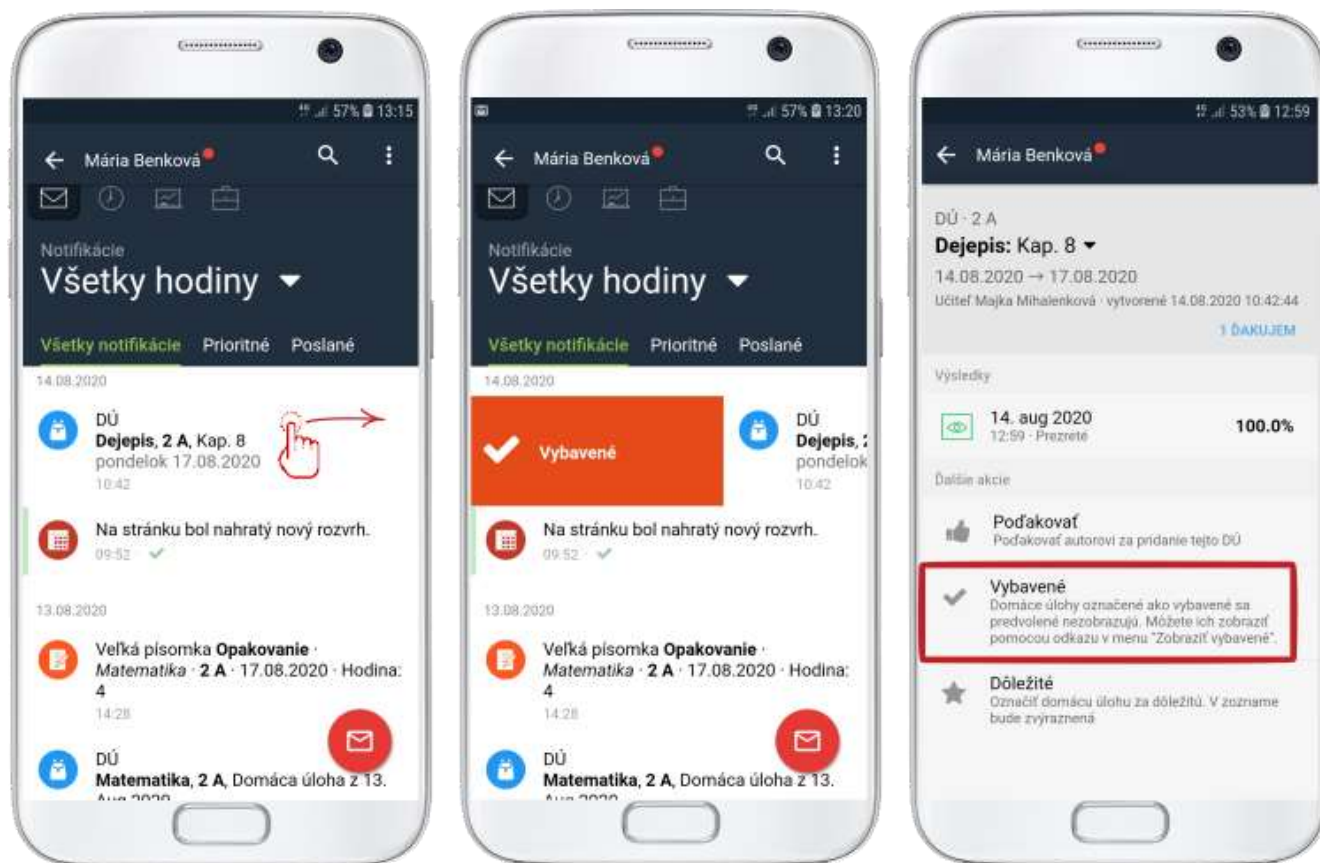 57% 13:15
Mária Benková
Notifikácie
Všetky hodiny
Všetky notifikácie Prioritné Poslané
14.08.2020
DÚ
Dejepis, 2 A, Kap. 8
pondelok 17.08.2020
10:42
Na stránku bol nahratý nový rozvrh.
09:52
13.08.2020
Veľká písomka Opakovanie ·
Matematika · 2 A · 17.08.2020 · Hodina:
4
14:28
DÚ
Matematika, 2 A, Domáca úloha z 13.
Aug 2020
57% 13:20
Mária Benková
Notifikácie
Všetky hodiny
Všetky notifikácie Prioritné Poslané
14.08.2020
Vybavené
DÚ
Dejepis, 2
pondelok
10:42
Na stránku bol nahratý nový rozvrh.
09:52
13.08.2020
Veľká písomka Opakovanie ·
Matematika · 2 A · 17.08.2020 · Hodina:
4
14:28
DÚ
Matematika, 2 A, Domáca úloha z 13.
Aug 2020
53% 12:59
Mária Benková
DÚ · 2 A
Dejepis: Kap. 8
14.08.2020 → 17.08.2020
Učiteľ Majka Mihalenková · vytvorené 14.08.2020 10:42:44
1 ĎAKUJEM
Výsledky
14. aug 2020
12:59 · Prezreté
100.0%
Ďalšie akcie
Poďakovať
Poďakovať autorovi za pridanie tejto DÚ
Vybavené
Domáce úlohy označené ako vybavené sa
predvolené nezobrazujú. Môžete ich zobraziť
pomocou odkazu v menu "Zobraziť vybavené".
Dôležité
Označiť domácu úlohu za dôležitú. V zozname
bude zvýraznená